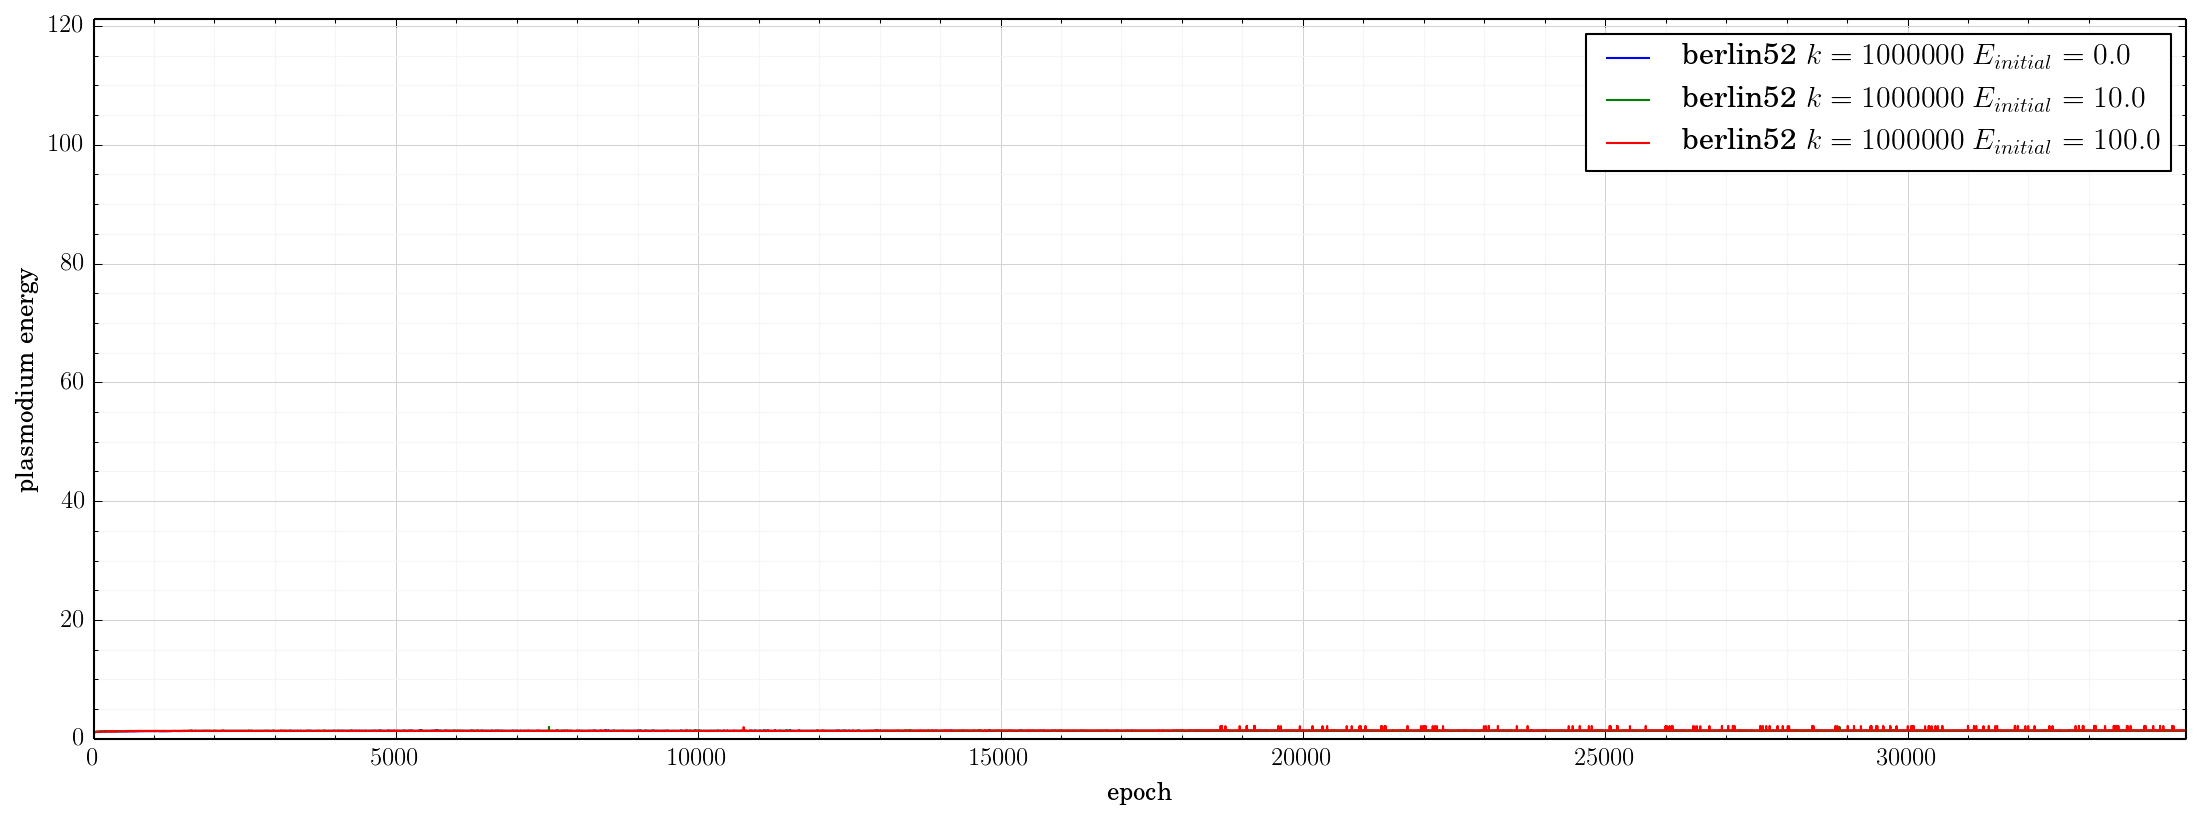 120
100
80
60
40
20
0
plasmodium energy
berlin52 k = 1000000 E_initial = 0.0
berlin52 k = 1000000 E_initial = 10.0
berlin52 k = 1000000 E_initial = 100.0
0 5000 10000 15000 20000 25000 30000
epoch